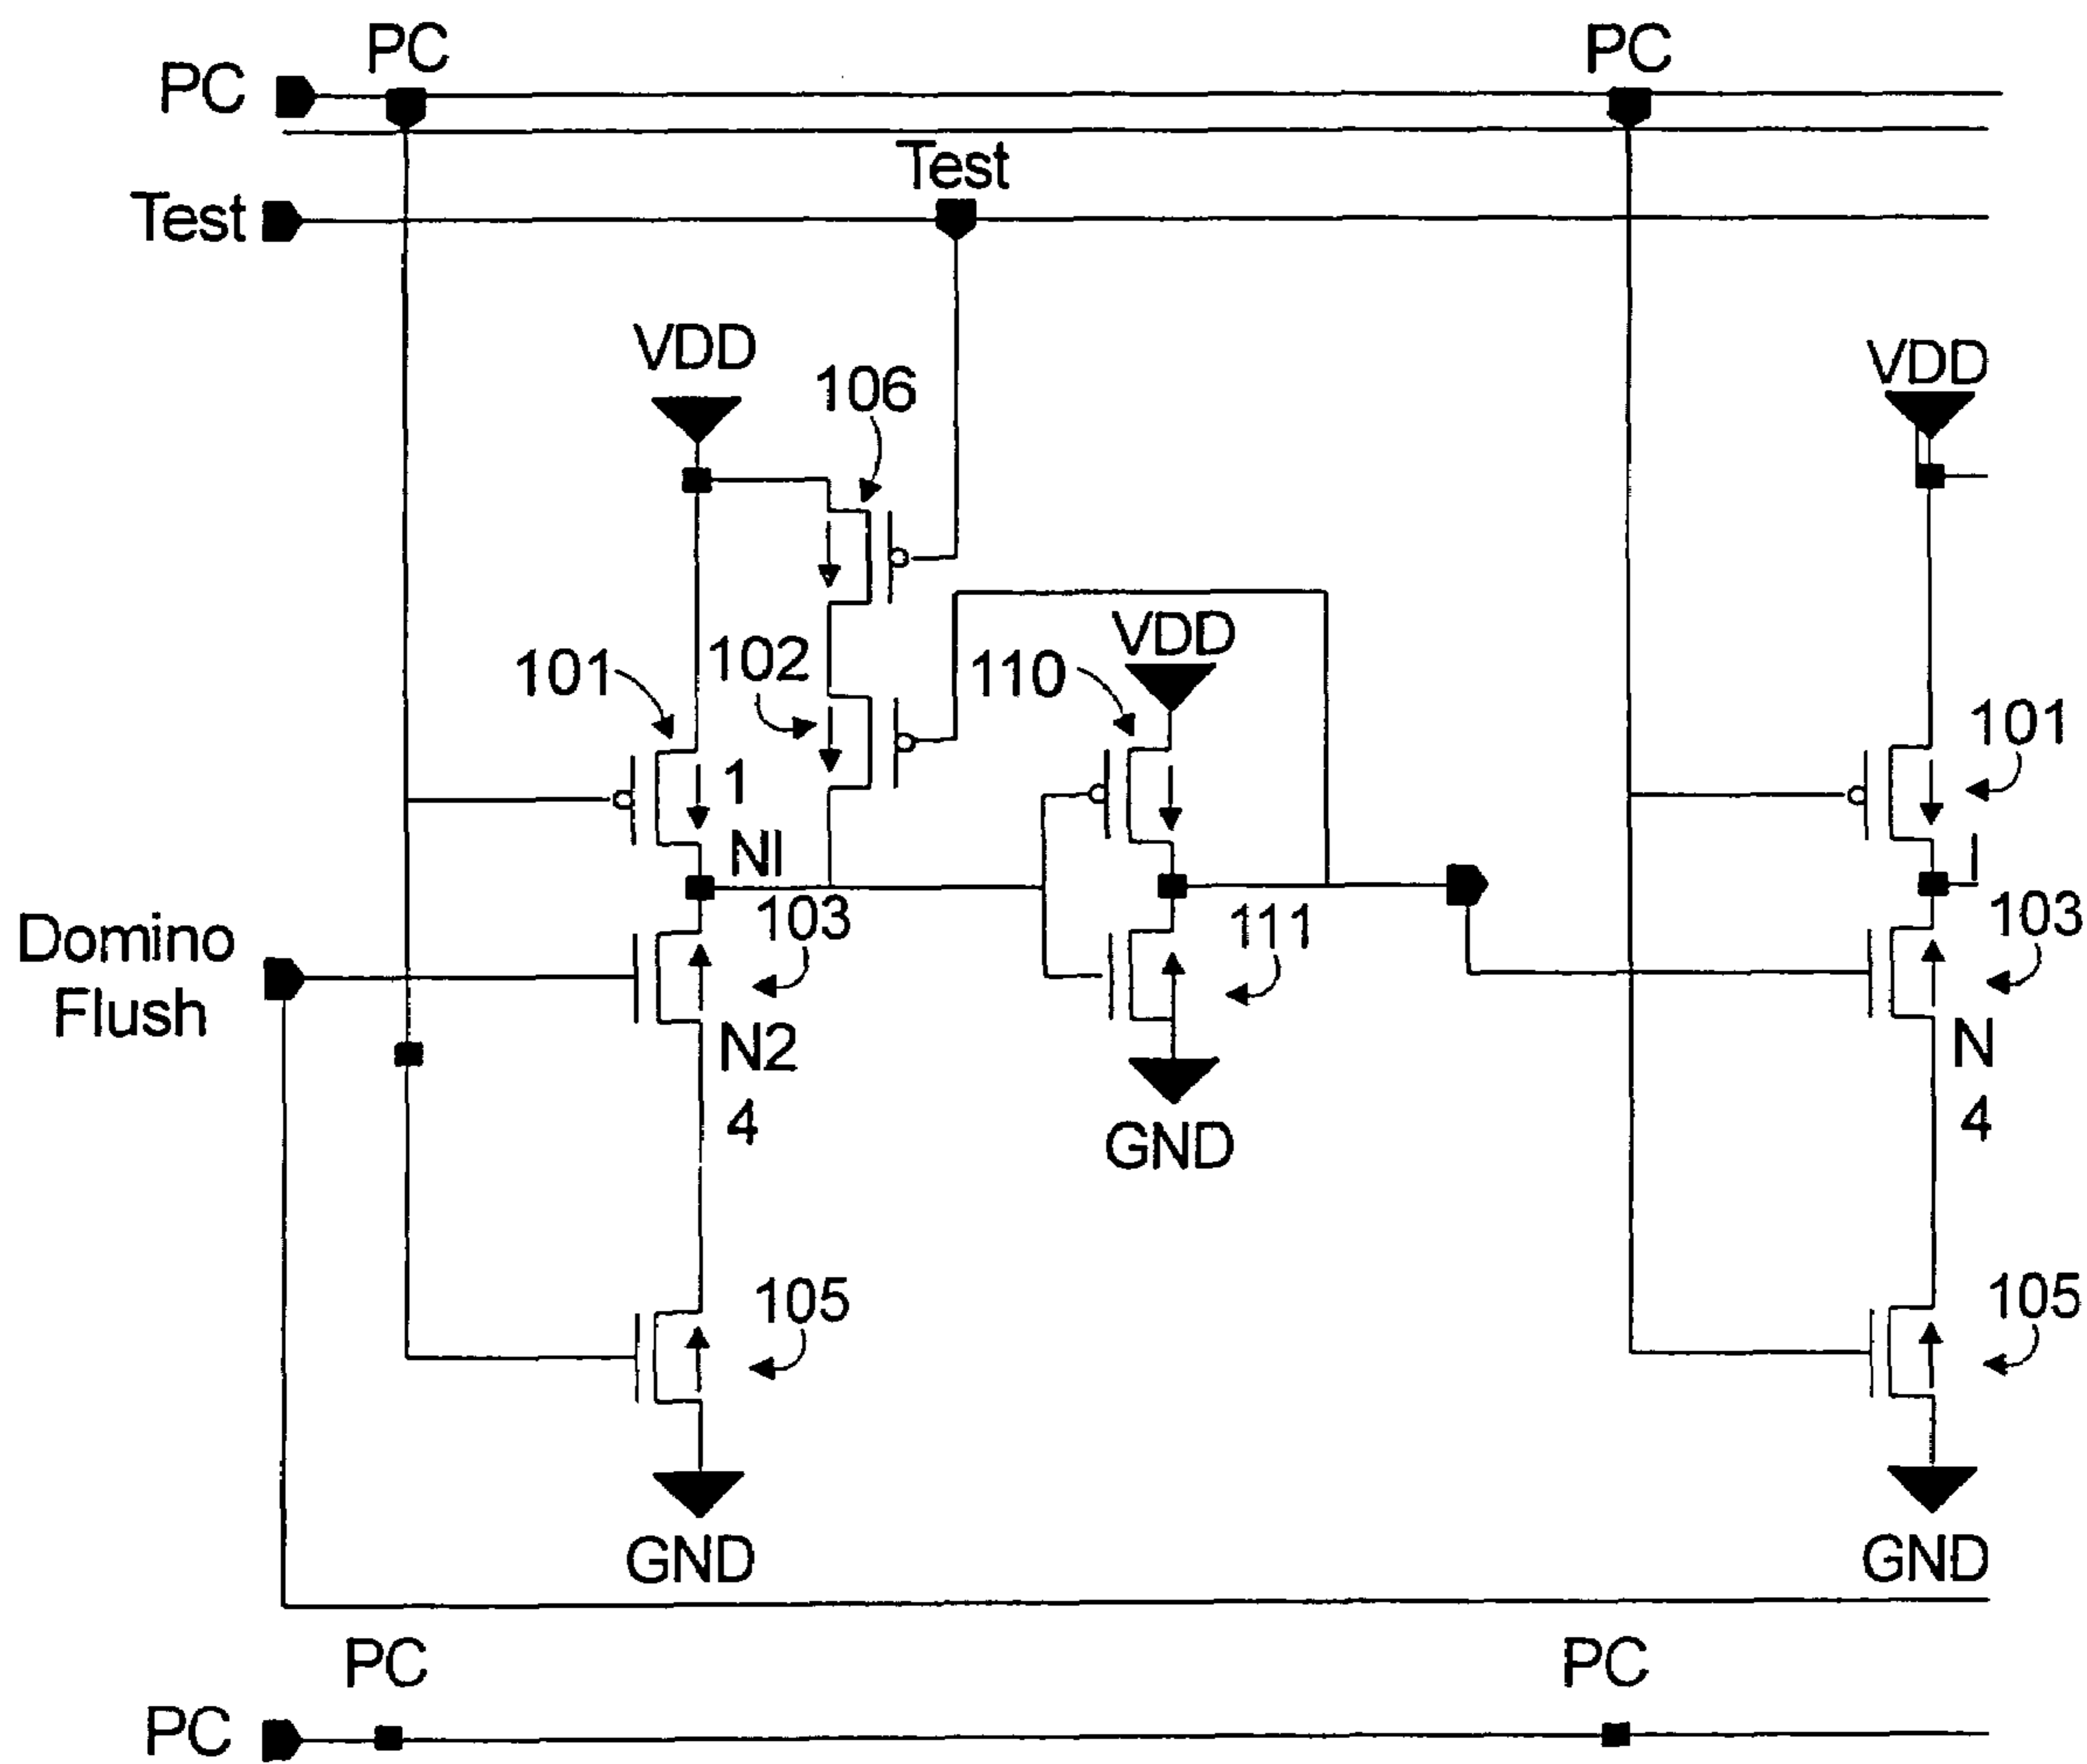 PC
PC
PC
Test
Test
VDD
106
VDD
VDD
101
102
110
101
1
NI
103
103
111
Domino
Flush
N2
N
4
4
GND
105
105
GND
GND
PC
PC
PC